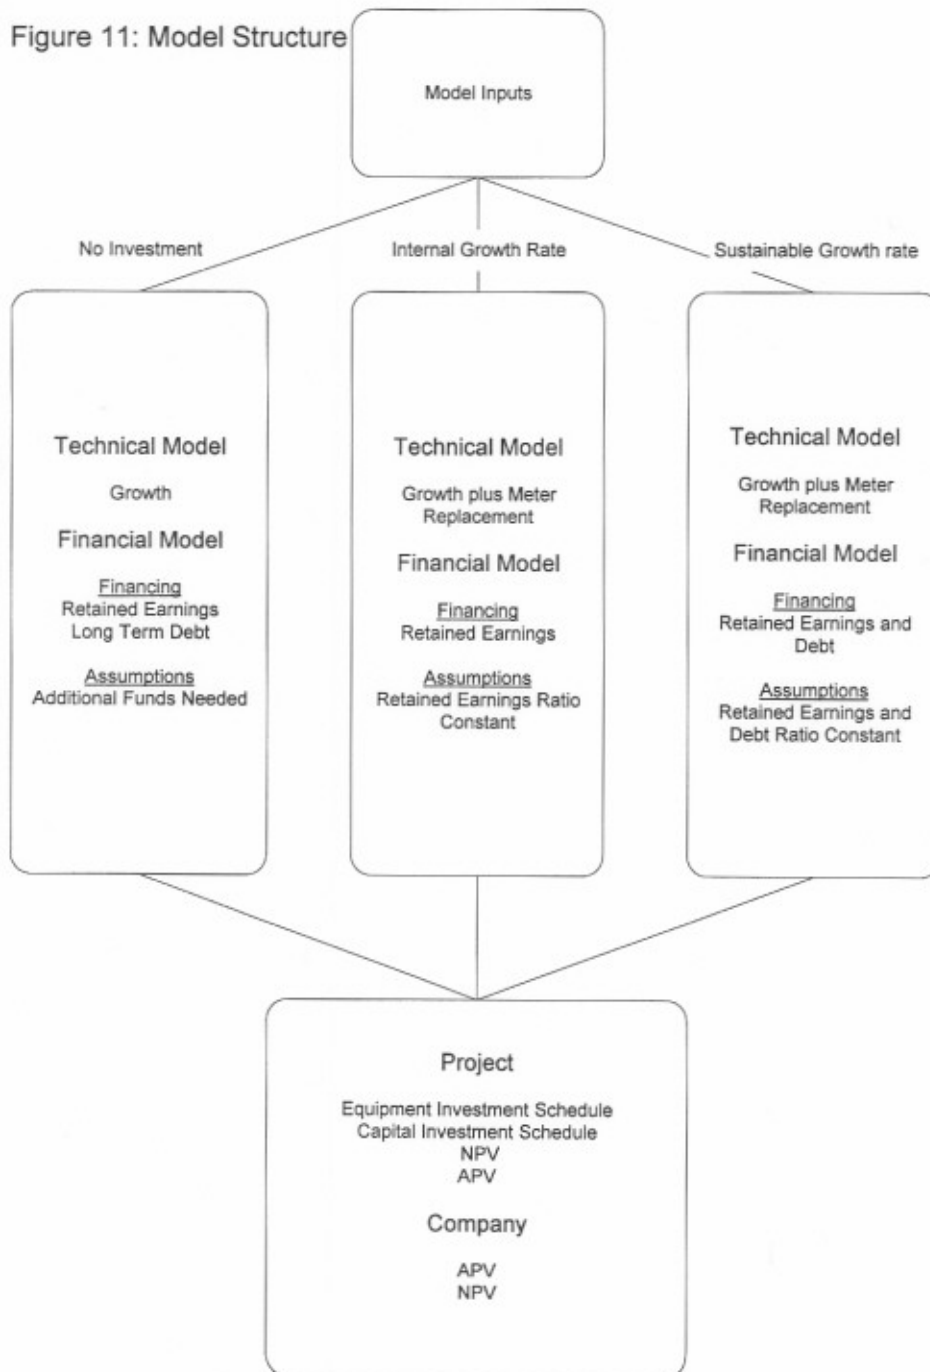 Figure 11: Model Structure
Model Inputs
No Investment
Internal Growth Rate
Sustainable Growth rate
Technical Model
Growth
Financial Model
Financing
Retained Earnings
Long Term Debt
Assumptions
Additional Funds Needed
Technical Model
Growth plus Meter
Replacement
Financial Model
Financing
Retained Earnings
Assumptions
Retained Earnings Ratio
Constant
Technical Model
Growth plus Meter
Replacement
Financial Model
Financing
Retained Earnings and
Debt
Assumptions
Retained Earnings and
Debt Ratio Constant
Project
Equipment Investment Schedule
Capital Investment Schedule
NPV
APV
Company
APV
NPV